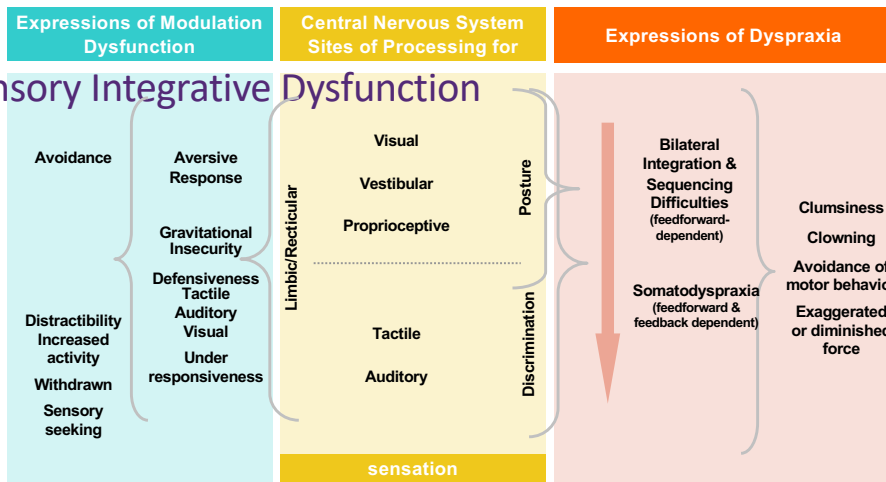 Expressions of Modulation
Dysfunction
Central Nervous System
Sites of Processing for
Expressions of Dyspraxia
nsory Integrative Dysfunction
Avoidance
Distractibility
Increased
activity
Withdrawn
Sensory
seeking
Aversive
Response
Gravitational
Insecurity
Defensiveness
Tactile
Auditory
Visual
Under
responsiveness
Limbic/Recticular
Visual
Vestibular
Proprioceptive
Tactile
Auditory
Posture
Discrimination
sensation
Bilateral
Integration &
Sequencing
Difficulties
(feedforward-
dependent)
Somatodyspraxia
(feedforward &
feedback dependent)
Clumsiness
Clowning
Avoidance of
motor behavio
Exaggerated
or diminished
force